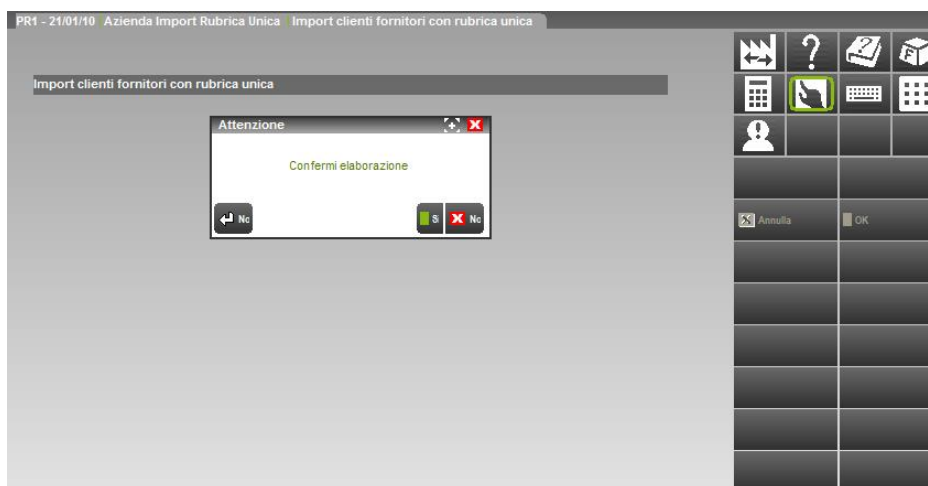 PR1 - 21/01/10 Azienda Import Rubrica Unica Import clienti fornitori con rubrica unica
Import clienti fornitori con rubrica unica
Attenzione
Confermi elaborazione
No
Si
No
Annulla
OK